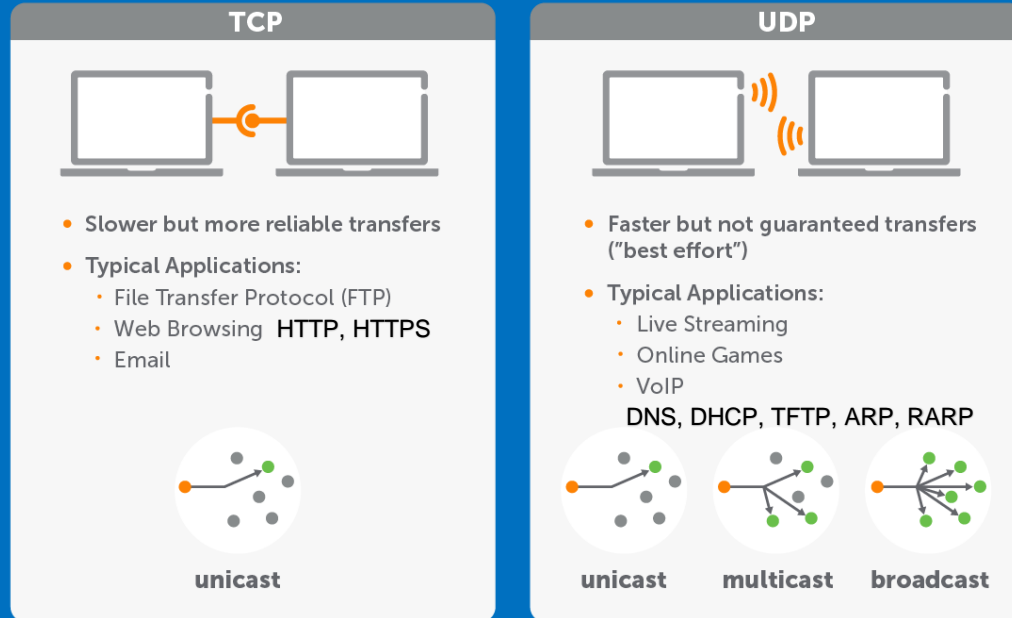 TCP
Slower but more reliable transfers
Typical Applications:
File Transfer Protocol (FTP)
Web Browsing HTTP, HTTPS
Email
unicast
UDP
Faster but not guaranteed transfers
("best effort")
Typical Applications:
Live Streaming
Online Games
VoIP
DNS, DHCP, TFTP, ARP, RARP
unicast multicast broadcast